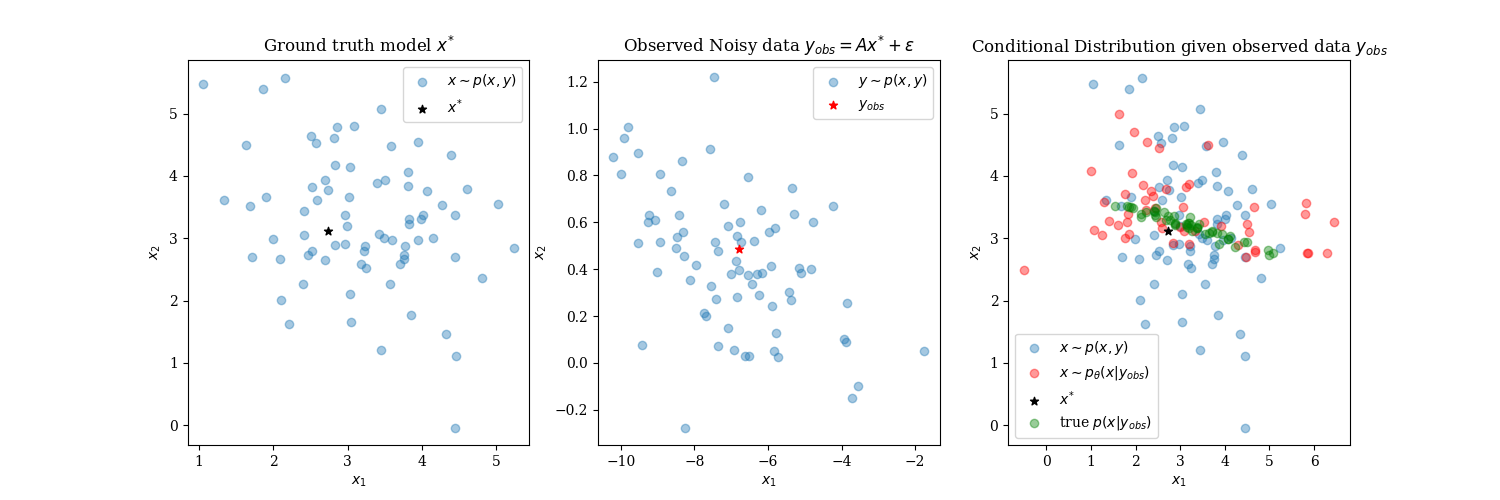 Ground truth model $x^*$
$x \sim p(x, y)$
$x^*$
5
4
3
2
1
0
$x_2$
1
2
3
4
5
$x_1$
Observed Noisy data $y_{obs} = Ax^* + \varepsilon$
$y \sim p(x, y)$
$y_{obs}$
1.2
1.0
0.8
0.6
0.4
0.2
0.0
−0.2
$x_2$
−10
−8
−6
−4
−2
$x_1$
Conditional Distribution given observed data $y_{obs}$
5
4
3
2
1
0
$x_2$
$x \sim p(x, y)$
$x \sim p_\theta(x|y_{obs})$
$x^*$
true $p(x|y_{obs})$
0
1
2
3
4
5
6
$x_1$